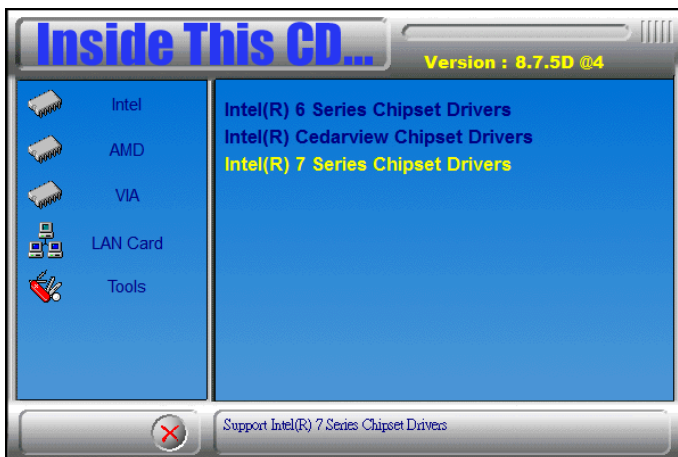 Inside This CD...
Version : 8.7.5D @4
Intel
AMD
VIA
LAN Card
Tools
Intel(R) 6 Series Chipset Drivers
Intel(R) Cedarview Chipset Drivers
Intel(R) 7 Series Chipset Drivers
Support Intel(R) 7 Series Chipset Drivers